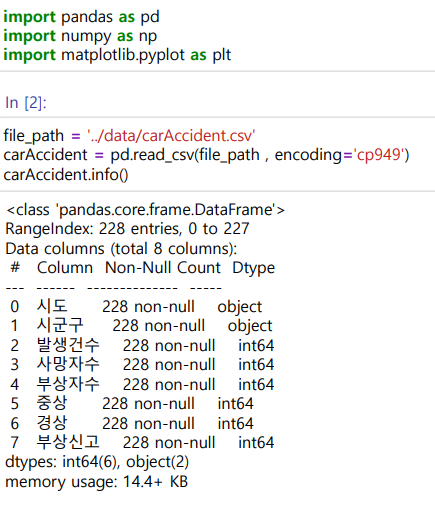 import pandas as pd
import numpy as np
import matplotlib.pyplot as plt
In [2]:
file_path = '../data/carAccident.csv'
carAccident = pd.read_csv(file_path , encoding='cp949')
carAccident.info()
<class 'pandas.core.frame.DataFrame'>
RangeIndex: 228 entries, 0 to 227
Data columns (total 8 columns):
# Column Non-Null Count Dtype
--- ------ -------------- -----
0 시도 228 non-null object
1 시군구 228 non-null object
2 발생건수 228 non-null int64
3 사망자수 228 non-null int64
4 부상자수 228 non-null int64
5 중상 228 non-null int64
6 경상 228 non-null int64
7 부상신고 228 non-null int64
dtypes: int64(6), object(2)
memory usage: 14.4+ KB